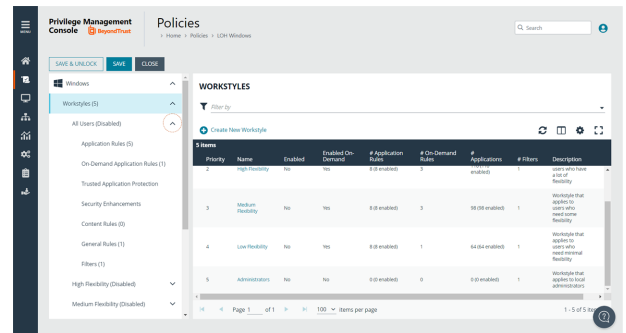 Privilege Management
Console BeyondTrust
Policies
Home > Policies > LOH Windows
Search
MENU
SAVE & UNLOCK SAVE CLOSE
Windows
Workstyles (5)
All Users (Disabled)
Application Rules (5)
On-Demand Application Rules (1)
Trusted Application Protection
Security Enhancements
Content Rules (0)
General Rules (1)
Filters (1)
High Flexibility (Disabled)
Medium Flexibility (Disabled)
WORKSTYLES
Filter by
Create New Workstyle
5 items
Priority Name Enabled Enabled On-Demand # Application Rules # On-Demand Rules # Applications # Filters Description
2 High Flexibility No Yes 8 (8 enabled) 3 enabled) 1 users who have a lot of flexibility
3 Medium Flexibility No Yes 8 (8 enabled) 3 98 (98 enabled) 1 Workstyle that applies to users who need some flexibility
4 Low Flexibility No Yes 8 (8 enabled) 1 64 (64 enabled) 1 Workstyle that applies to users who need minimal flexibility
5 Administrators No No 0 (0 enabled) 0 0 (0 enabled) 1 Workstyle that applies to local administrators
Page 1 of 1 100 items per page 1 - 5 of 5